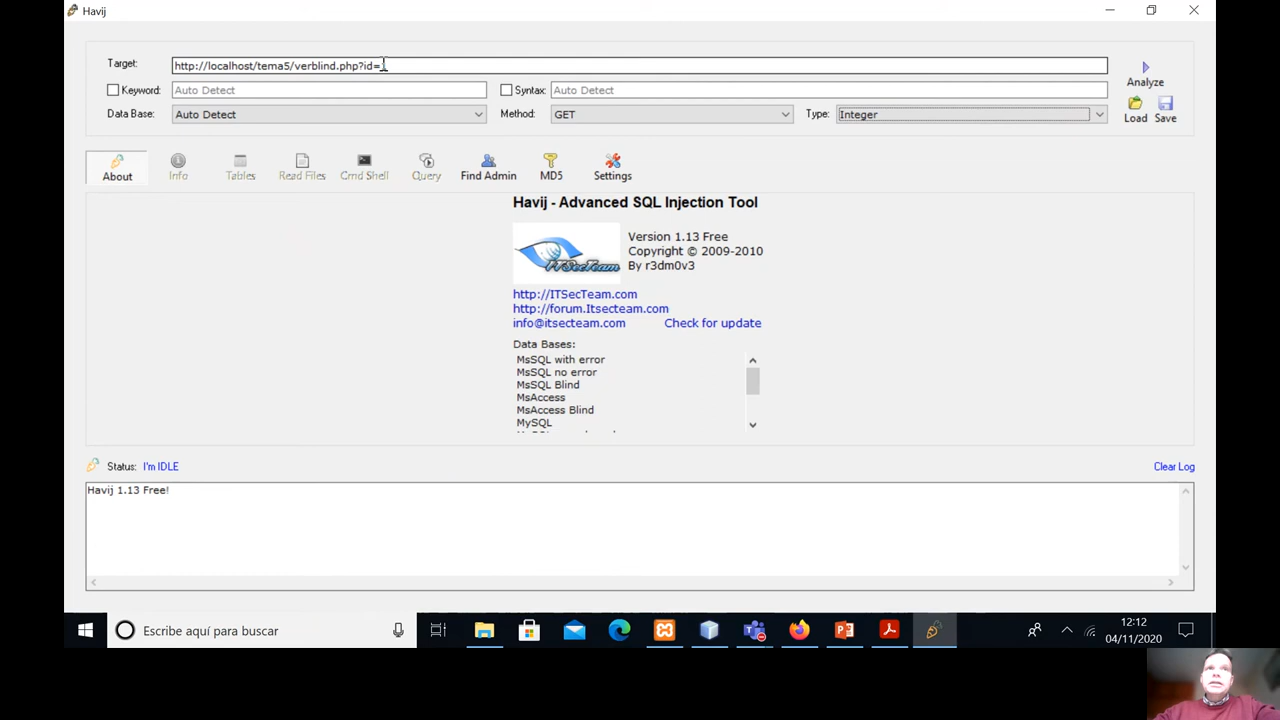 Havij
Target: http://localhost/tema5/verblind.php?id=1
Keyword: Auto Detect Syntax: Auto Detect
Analyze
Data Base: Auto Detect Method: GET Type: Integer
Load Save
About Info Tables Read Files Cmd Shell Query Find Admin MD5 Settings
Havij - Advanced SQL Injection Tool
ITSecTeam
Version 1.13 Free
Copyright © 2009-2010
By r3dm0v3
http://ITSecTeam.com
http://forum.Itsecteam.com
info@itsecteam.com Check for update
Data Bases:
MsSQL with error
MsSQL no error
MsSQL Blind
MsAccess
MsAccess Blind
MySQL
Status: I'm IDLE Clear Log
Havij 1.13 Free!
Escribe aquí para buscar
12:12
04/11/2020